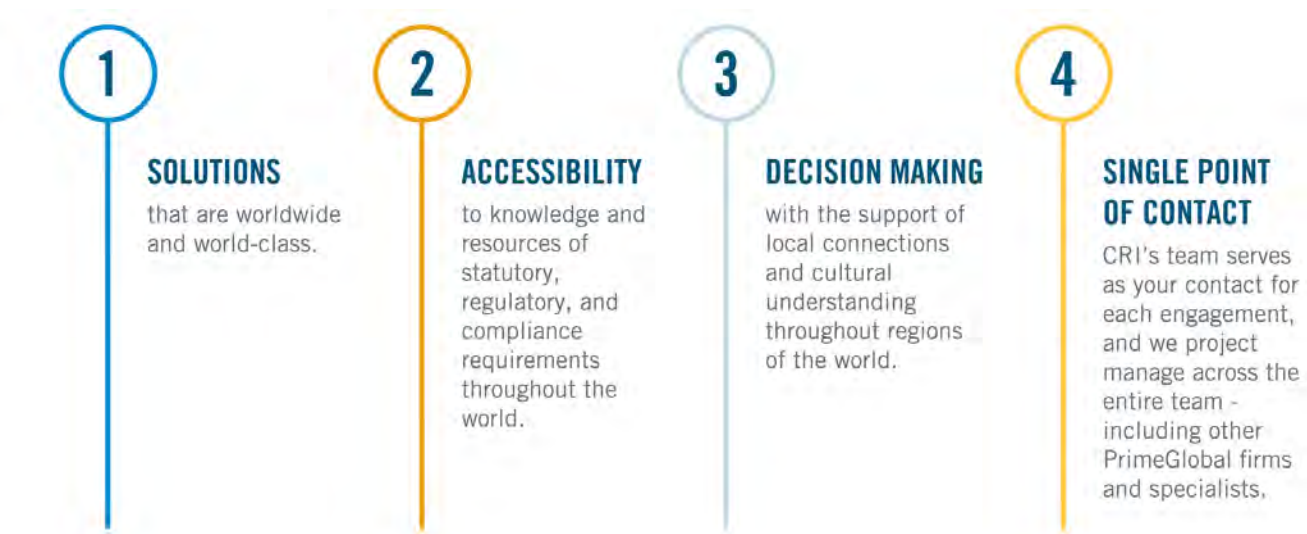 1
SOLUTIONS
that are worldwide
and world-class.
2
ACCESSIBILITY
to knowledge and
resources of
statutory,
regulatory, and
compliance
requirements
throughout the
world.
3
DECISION MAKING
with the support of
local connections
and cultural
understanding
throughout regions
of the world.
4
SINGLE POINT
OF CONTACT
CRI's team serves
as your contact for
each engagement,
and we project
manage across the
entire team -
including other
PrimeGlobal firms
and specialists.